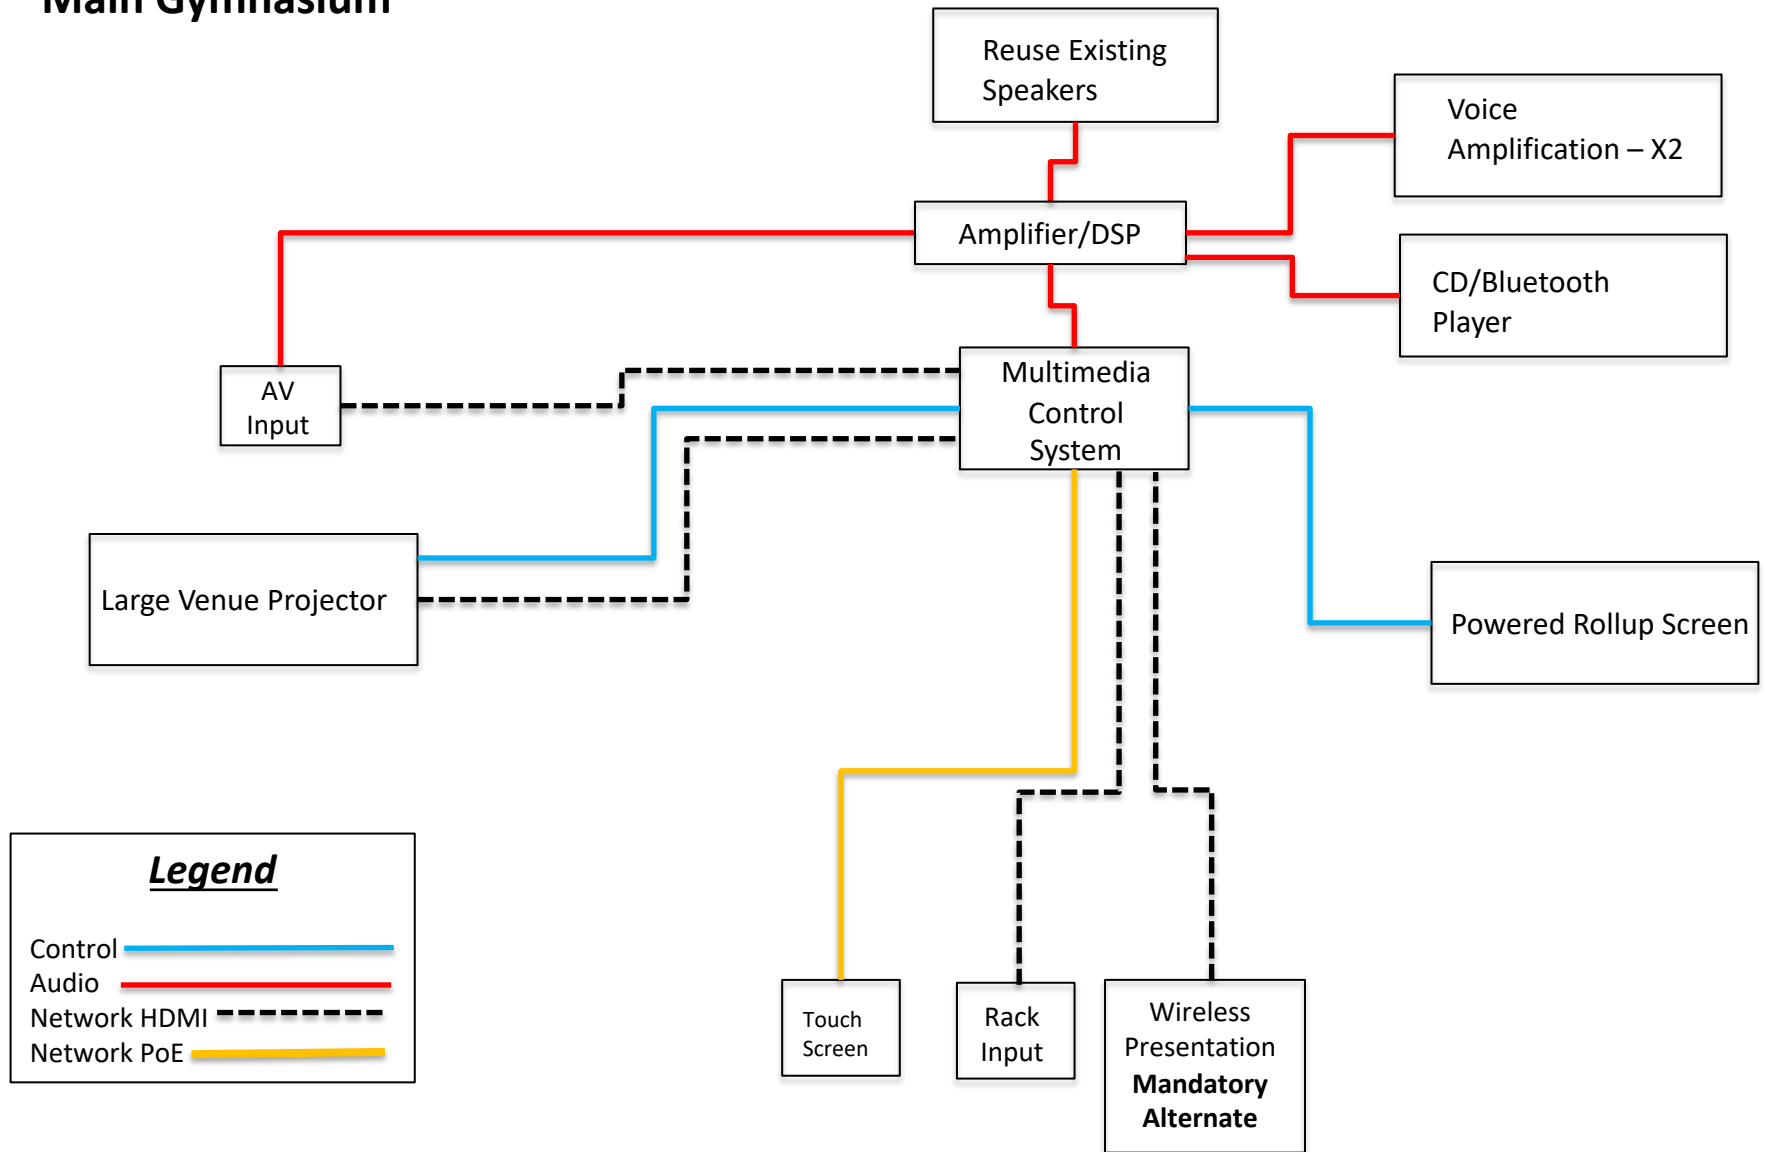 Main Gymnasium
Reuse Existing
Speakers
Voice
Amplification – X2
Amplifier/DSP
CD/Bluetooth
Player
AV
Input
Multimedia
Control
System
Large Venue Projector
Powered Rollup Screen
Legend
Control
Audio
Network HDMI
Network PoE
Touch
Screen
Rack
Input
Wireless
Presentation
Mandatory
Alternate